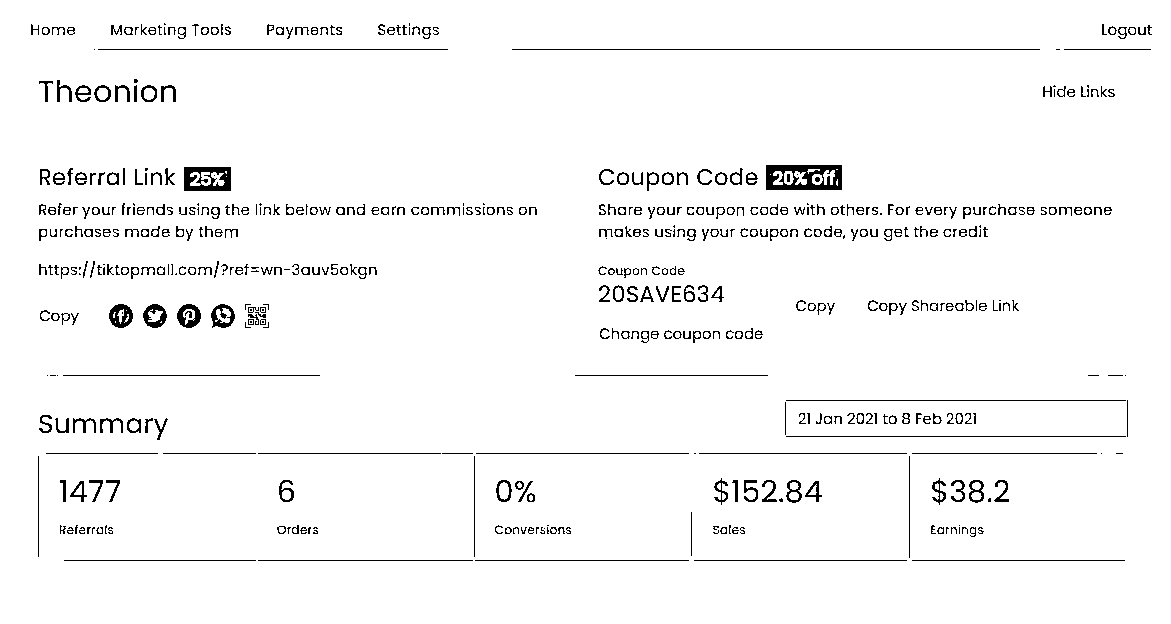 Home Marketing Tools Payments Settings Logout
Theonion Hide Links
Referral Link 25%
Refer your friends using the link below and earn commissions on
purchases made by them
https://tiktopmall.com/?ref=wn-3auv5okgn
Copy
Coupon Code 20% off
Share your coupon code with others. For every purchase someone
makes using your coupon code, you get the credit
Coupon Code
20SAVE634
Copy Copy Shareable Link
Change coupon code
Summary
21 Jan 2021 to 8 Feb 2021
1477 6 0% $152.84 $38.2
Referrals Orders Conversions Sales Earnings